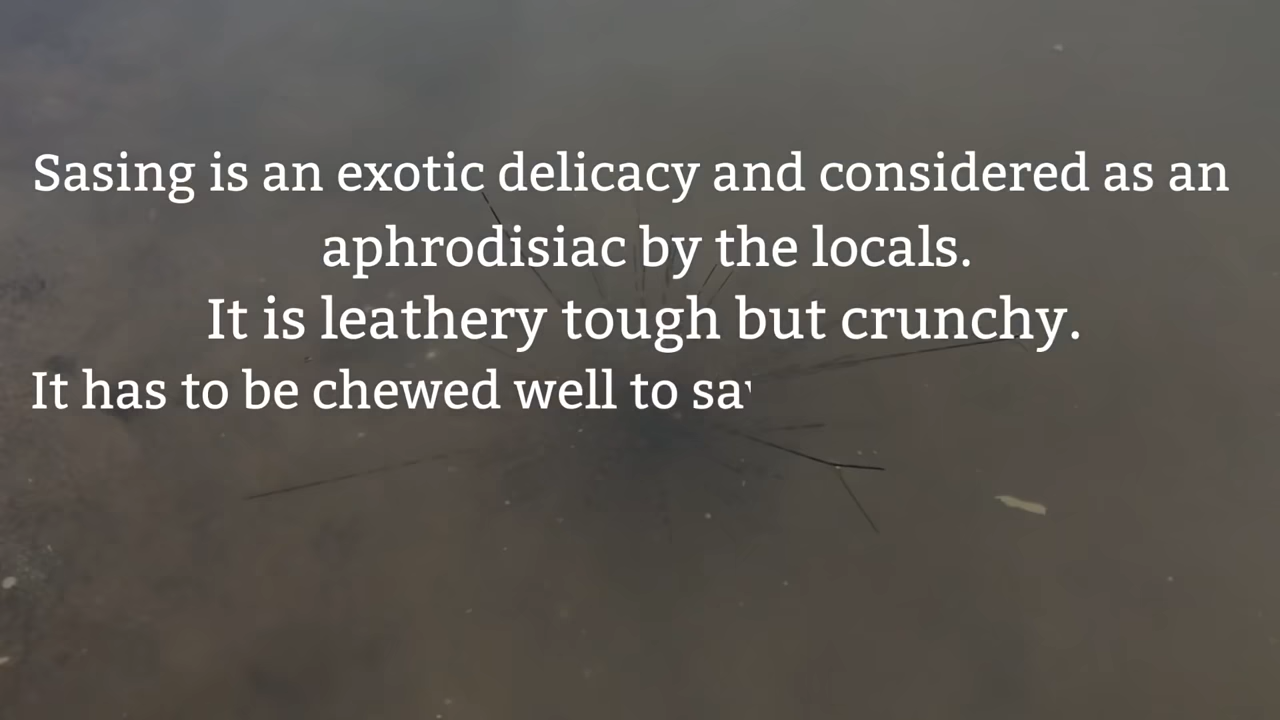 Sasing is an exotic delicacy and considered as an
aphrodisiac by the locals.
It is leathery tough but crunchy.
It has to be chewed well to